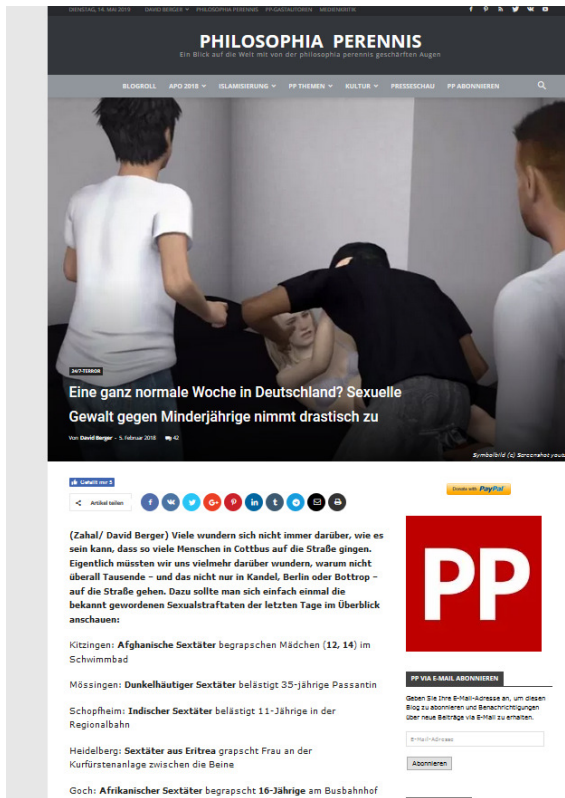 DIENSTAG, 14. MAI 2019 DAVID BERGER PHILOSOPHIA PERENNIS PP-GASTAUTOREN MEDIENKRITIK
PHILOSOPHIA PERENNIS
Ein Blick auf die Welt mit von der philosophia perennis geschärften Augen
BLOGROLL APO 2018 ISLAMISIERUNG PP THEMEN KULTUR PRESSESCHAU PP ABONNIEREN
24/7-TERROR
Eine ganz normale Woche in Deutschland? Sexuelle
Gewalt gegen Minderjährige nimmt drastisch zu
Von David Berger - 5. Februar 2018 42
Symbolbild (c) Screenshot yout
Gefällt mir 5
Artikel teilen
(Zahal/ David Berger) Viele wundern sich nicht immer darüber, wie es
sein kann, dass so viele Menschen in Cottbus auf die Straße gingen.
Eigentlich müssten wir uns vielmehr darüber wundern, warum nicht
überall Tausende – und das nicht nur in Kandel, Berlin oder Bottrop –
auf die Straße gehen. Dazu sollte man sich einfach einmal die
bekannt gewordenen Sexualstraftaten der letzten Tage im Überblick
anschauen:
Kitzingen: Afghanische Sextäter begrapschen Mädchen (12, 14) im
Schwimmbad
Mössingen: Dunkelhäutiger Sextäter belästigt 35-jährige Passantin
Schopfheim: Indischer Sextäter belästigt 11-Jährige in der
Regionalbahn
Heidelberg: Sextäter aus Eritrea grapscht Frau an der
Kurfürstenanlage zwischen die Beine
Goch: Afrikanischer Sextäter begrapscht 16-Jährige am Busbahnhof
Donate with PayPal
PP
PP VIA E-MAIL ABONNIEREN
Geben Sie Ihre E-Mail-Adresse an, um diesen
Blog zu abonnieren und Benachrichtigungen
über neue Beiträge via E-Mail zu erhalten.
E-Mail-Adresse
Abonnieren